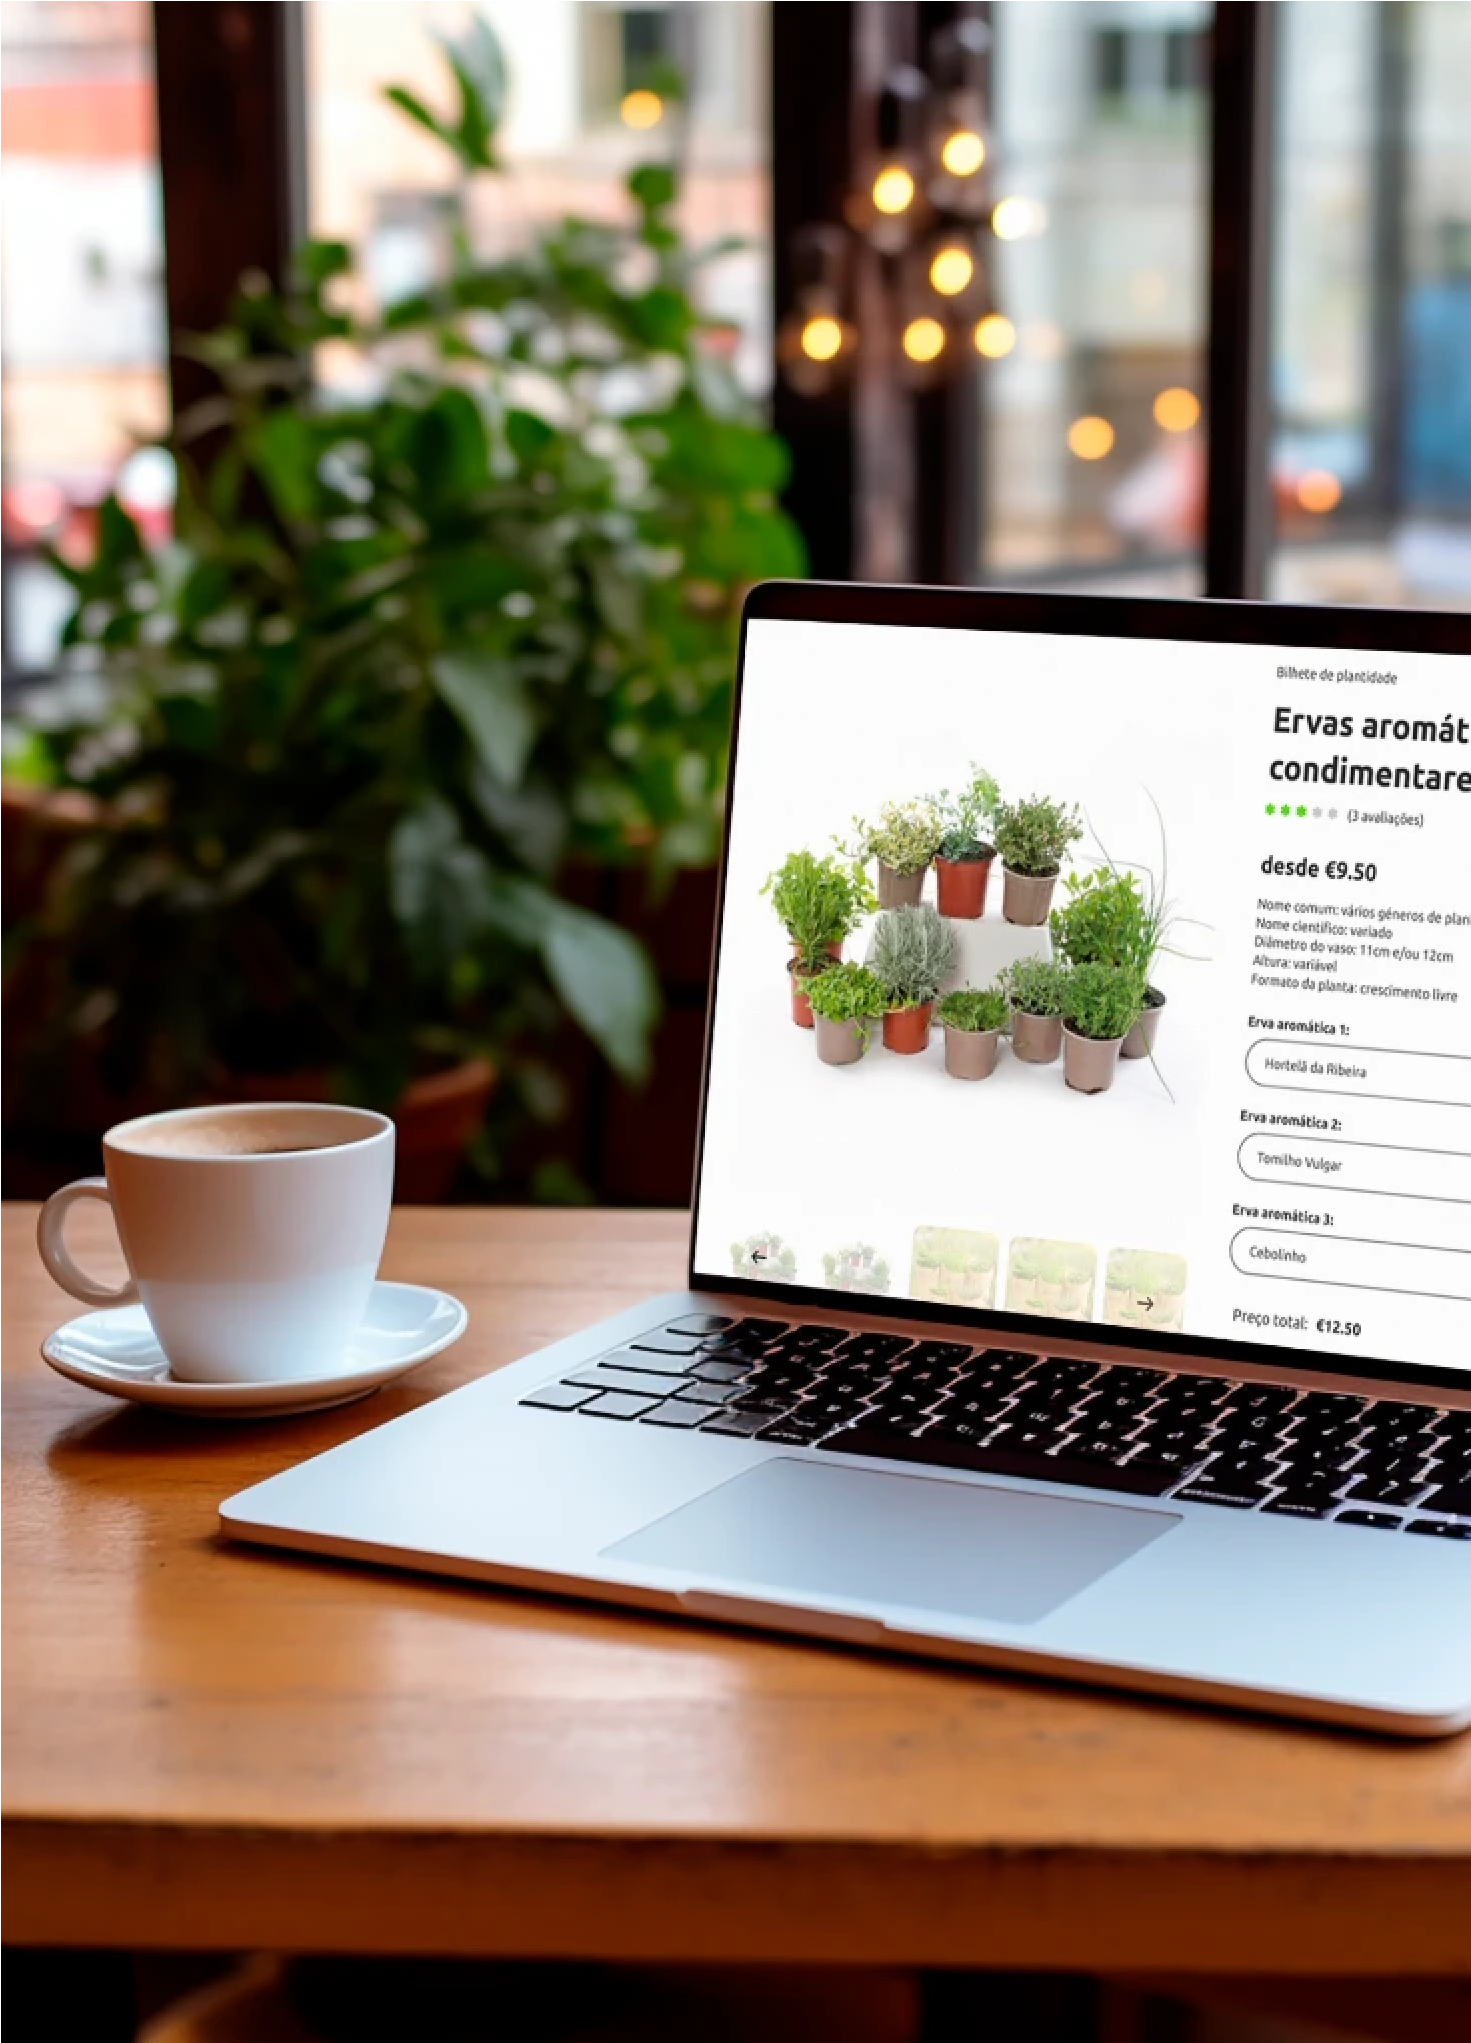 Bilhete de plantidade
Ervas aromát
condimentare
(3 avaliações)
desde €9.50
Nome comum: vários géneros de plan
Nome científico: variado
Diâmetro do vaso: 11cm e/ou 12cm
Altura: variável
Formato da planta: crescimento livre
Erva aromática 1:
Hortelã da Ribeira
Erva aromática 2:
Tomilho Vulgar
Erva aromática 3:
Cebolinho
Preço total: €12.50